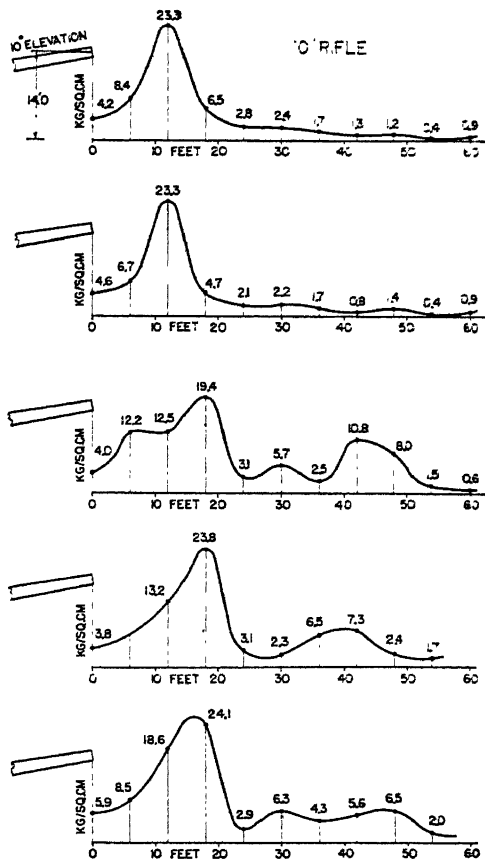 10° ELEVATION
14.0
KG/SQ.CM
4.2 8.4 23.3 6.5 2.8 2.4 1.7 1.3 1.2 0.4 0.9
0 10 FEET 20 30 40 50 60
KG/SQ.CM
4.6 6.7 23.3 4.7 2.1 2.2 1.7 0.8 1.4 0.4 0.9
0 10 FEET 20 30 40 50 60
KG/SQ.CM
4.0 12.2 12.5 19.4 3.1 5.7 2.5 10.8 8.0 1.5 0.6
0 10 FEET 20 30 40 50 60
KG/SQ.CM
3.8 13.2 23.8 3.1 2.3 6.5 7.3 2.4 1.7
0 10 FEET 20 30 40 50 60
KG/SQ.CM
5.9 8.5 18.6 24.1 2.9 6.3 4.3 5.6 6.5 2.0
0 10 FEET 20 30 40 50 60